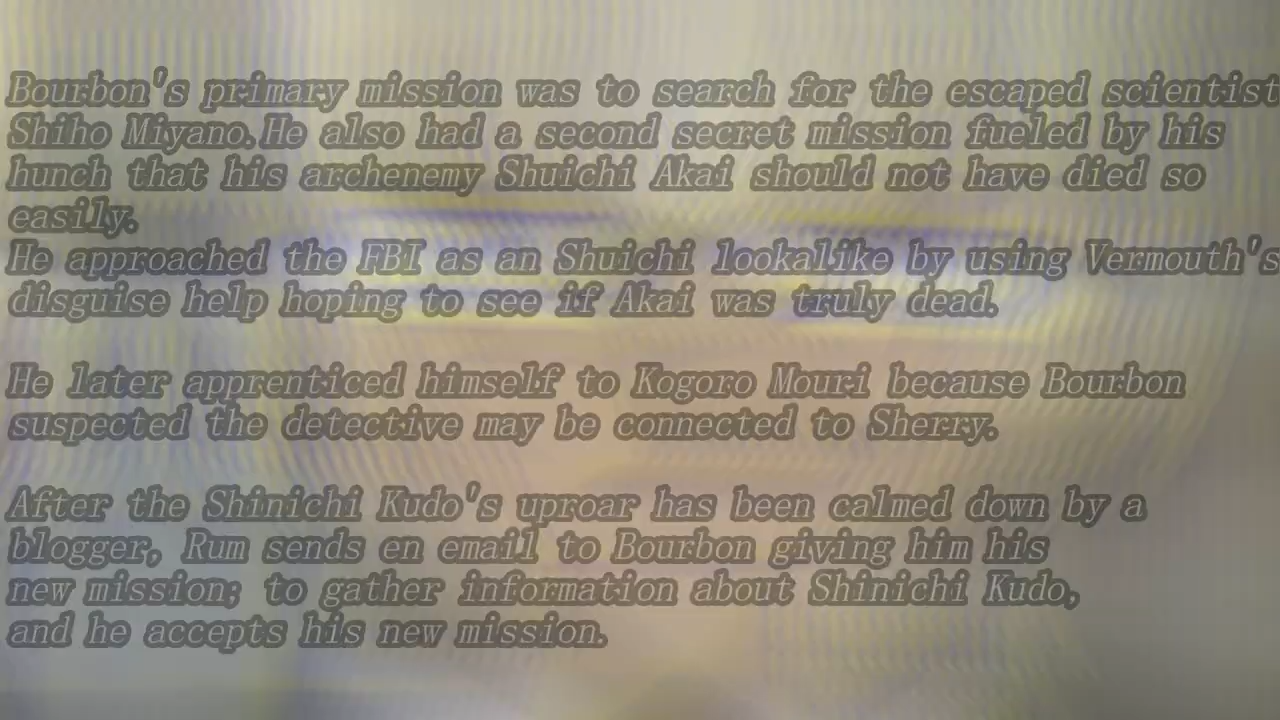 Bourbon's primary mission was to search for the escaped scientist
Shiho Miyano.He also had a second secret mission fueled by his
hunch that his archenemy Shuichi Akai should not have died so
easily.
He approached the FBI as an Shuichi lookalike by using Vermouth's
disguise help hoping to see if Akai was truly dead.
He later apprenticed himself to Kogoro Mouri because Bourbon
suspected the detective may be connected to Sherry.
After the Shinichi Kudo's uproar has been calmed down by a
blogger, Rum sends en email to Bourbon giving him his
new mission; to gather information about Shinichi Kudo,
and he accepts his new mission.